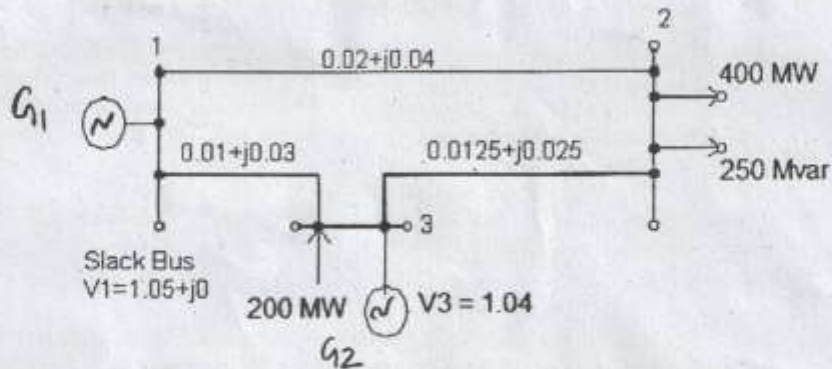 1
2
0.02+j0.04
400 MW
G1
0.01+j0.03
0.0125+j0.025
250 Mvar
3
Slack Bus
V1=1.05+j0
200 MW
V3 = 1.04
G2